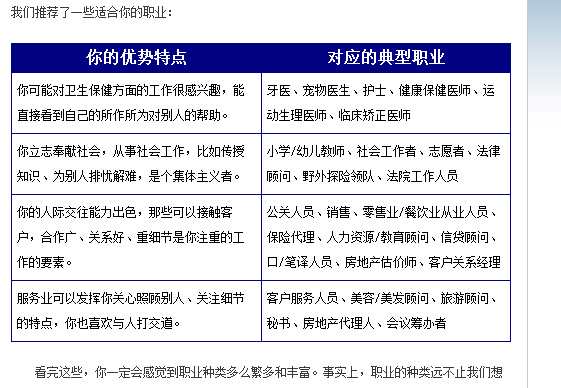 我们推荐了一些适合你的职业：
你的优势特点
对应的典型职业
你可能对卫生保健方面的工作很感兴趣，能
直接看到自己的所作所为对别人的帮助。
牙医、宠物医生、护士、健康保健医师、运
动生理医师、临床矫正医师
你立志奉献社会，从事社会工作，比如传授
知识、为别人排忧解难，是个集体主义者。
小学/幼儿教师、社会工作者、志愿者、法律
顾问、野外探险领队、法院工作人员
你的人际交往能力出色，那些可以接触客
户，合作广、关系好、重细节是你注重的工
作的要素。
公关人员、销售、零售业/餐饮业从业人员、
保险代理、人力资源/教育顾问、信贷顾问、
口/笔译人员、房地产估价师、客户关系经理
服务业可以发挥你关心照顾别人、关注细节
的特点，你也喜欢与人打交道。
客户服务人员、美容/美发顾问、旅游顾问、
秘书、房地产代理人、会议筹办者
看完这些，你一定会感觉到职业种类多么繁多和丰富。事实上，职业的种类远不止我们想